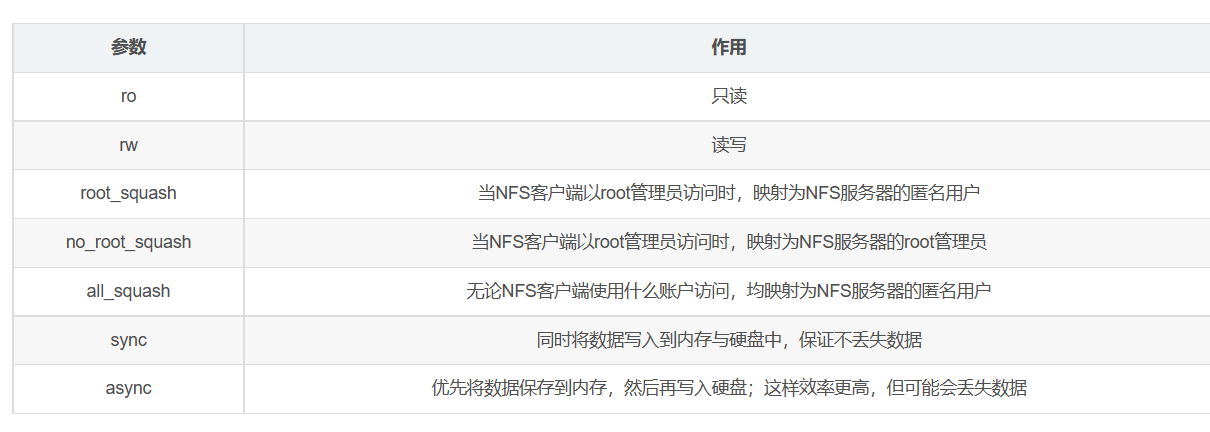 参数 作用
ro 只读
rw 读写
root_squash 当NFS客户端以root管理员访问时，映射为NFS服务器的匿名用户
no_root_squash 当NFS客户端以root管理员访问时，映射为NFS服务器的root管理员
all_squash 无论NFS客户端使用什么账户访问，均映射为NFS服务器的匿名用户
sync 同时将数据写入到内存与硬盘中，保证不丢失数据
async 优先将数据保存到内存，然后再写入硬盘；这样效率更高，但可能会丢失数据